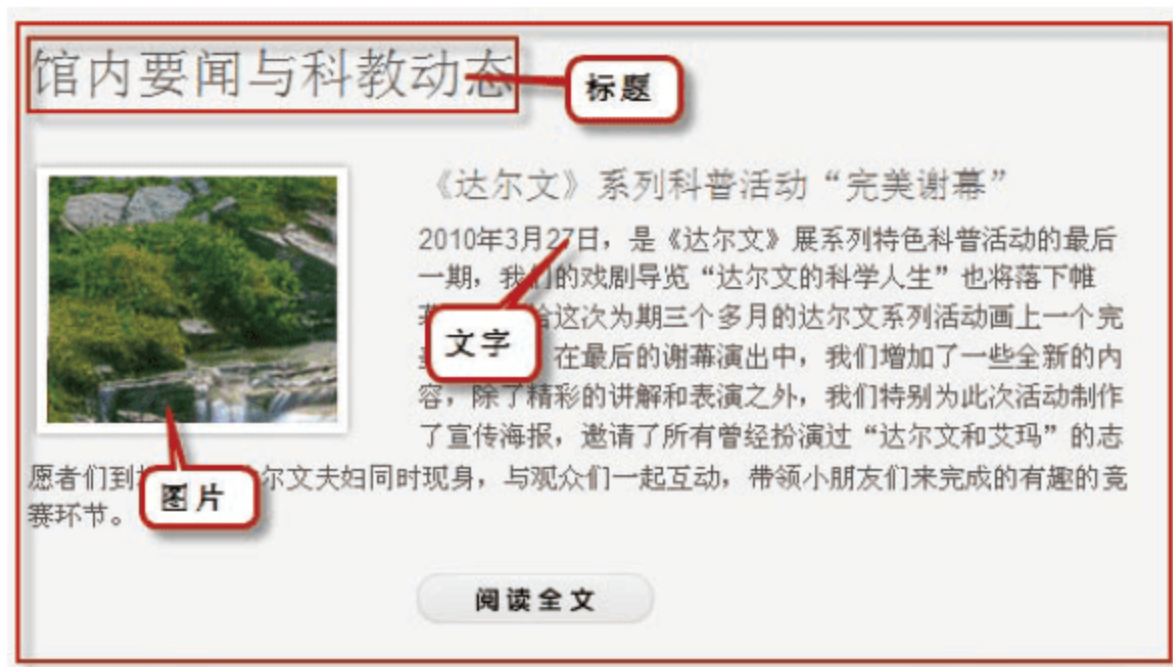 馆内要闻与科教动态
标题
《达尔文》系列科普活动“完美谢幕”
2010年3月27日，是《达尔文》展系列特色科普活动的最后
一期，我们的戏剧导览“达尔文的科学人生”也将落下帷
这次为期三个多月的达尔文系列活动画上一个完
文字
在最后的谢幕演出中，我们增加了一些全新的内
容，除了精彩的讲解和表演之外，我们特别为此次活动制作
了宣传海报，邀请了所有曾经扮演过“达尔文和艾玛”的志
愿者们到 尔文夫妇同时现身，与观众们一起互动，带领小朋友们来完成的有趣的竞
图片
赛环节。
阅读全文